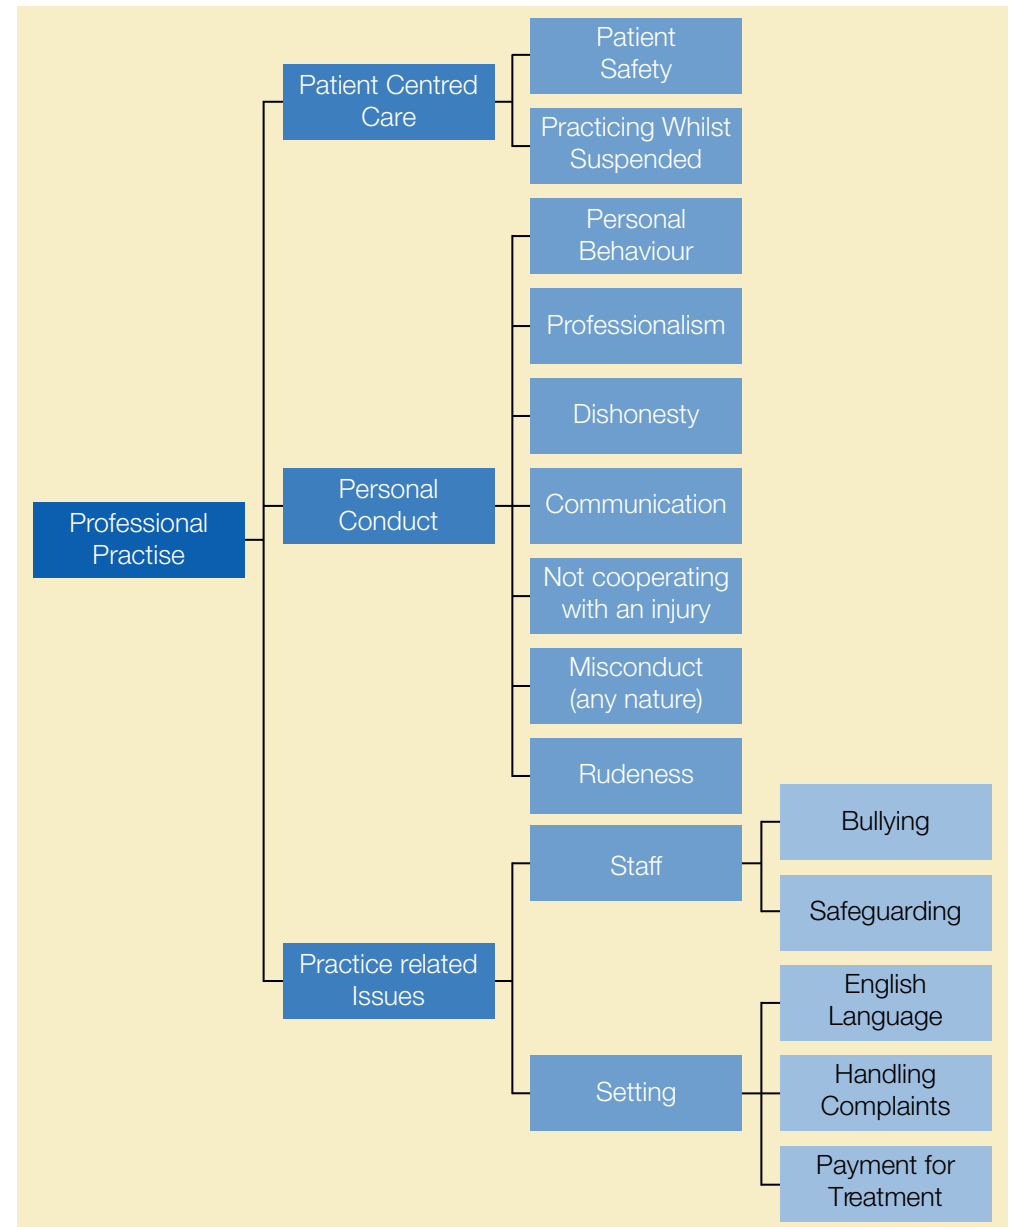 Patient
Safety
Patient Centred
Care
Practicing Whilst
Suspended
Personal
Behaviour
Professionalism
Dishonesty
Personal
Conduct
Communication
Professional
Practise
Not cooperating
with an injury
Misconduct
(any nature)
Rudeness
Bullying
Staff
Safeguarding
Practice related
Issues
English
Language
Setting
Handling
Complaints
Payment for
Treatment